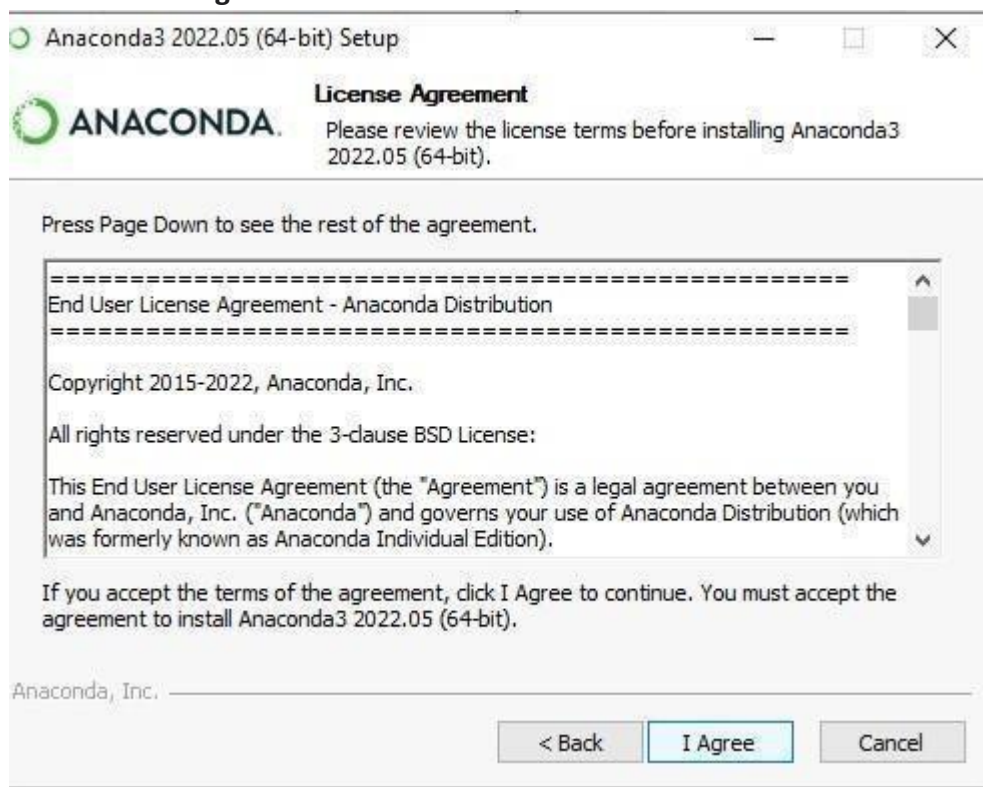 Anaconda3 2022.05 (64-bit) Setup
ANACONDA.
License Agreement
Please review the license terms before installing Anaconda3
2022.05 (64-bit).
Press Page Down to see the rest of the agreement.
====================================================
End User License Agreement - Anaconda Distribution
====================================================
Copyright 2015-2022, Anaconda, Inc.
All rights reserved under the 3-clause BSD License:
This End User License Agreement (the "Agreement") is a legal agreement between you
and Anaconda, Inc. ("Anaconda") and governs your use of Anaconda Distribution (which
was formerly known as Anaconda Individual Edition).
If you accept the terms of the agreement, click I Agree to continue. You must accept the
agreement to install Anaconda3 2022.05 (64-bit).
Anaconda, Inc.
< Back
I Agree
Cancel